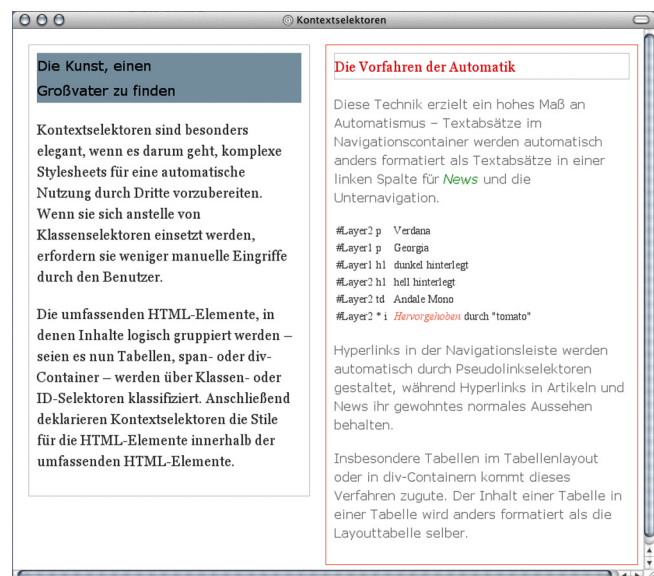 Kontextselektoren
Die Kunst, einen
Großvater zu finden
Kontextselektoren sind besonders
elegant, wenn es darum geht, komplexe
Stylesheets für eine automatische
Nutzung durch Dritte vorzubereiten.
Wenn sie sich anstelle von
Klassenselektoren einsetzt werden,
erfordern sie weniger manuelle Eingriffe
durch den Benutzer.
Die umfassenden HTML-Elemente, in
denen Inhalte logisch gruppiert werden –
seien es nun Tabellen, span- oder div-
Container – werden über Klassen- oder
ID-Selektoren klassifiziert. Anschließend
deklarieren Kontextselektoren die Stile
für die HTML-Elemente innerhalb der
umfassenden HTML-Elemente.
Die Vorfahren der Automatik
Diese Technik erzielt ein hohes Maß an
Automatismus – Textabsätze im
Navigationscontainer werden automatisch
anders formatiert als Textabsätze in einer
linken Spalte für News und die
Unternavigation.
#Layer2 p Verdana
#Layer1 p Georgia
#Layer1 h1 dunkel hinterlegt
#Layer2 h1 hell hinterlegt
#Layer2 td Andale Mono
#Layer2 * i Hervorgehoben durch "tomato"
Hyperlinks in der Navigationsleiste werden
automatisch durch Pseudolinkselektoren
gestaltet, während Hyperlinks in Artikeln und
News ihr gewohntes normales Aussehen
behalten.
Insbesondere Tabellen im Tabellenlayout
oder in div-Containern kommt dieses
Verfahren zugute. Der Inhalt einer Tabelle in
einer Tabelle wird anders formatiert als die
Layouttabelle selber.